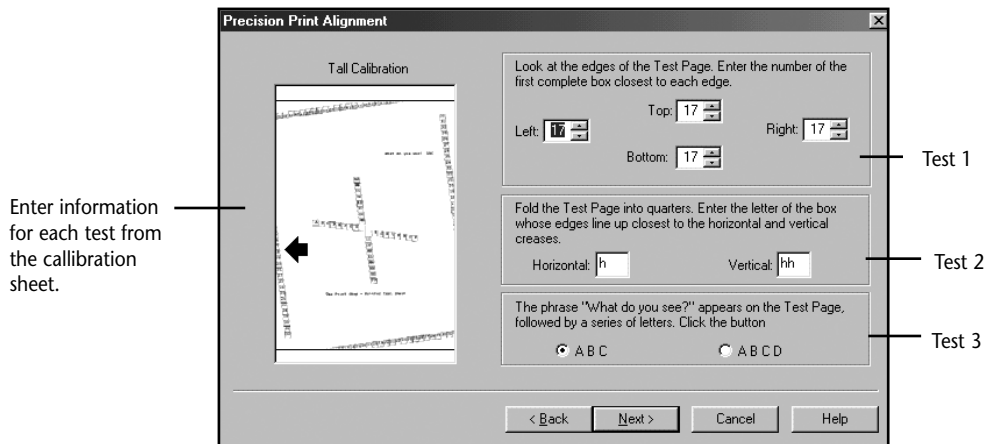 Precision Print Alignment
Tall Calibration
What do you see? ABC
Enter information
for each test from
the callibration
sheet.
Look at the edges of the Test Page. Enter the number of the
first complete box closest to each edge.
Top: 17
Left: 17
Right: 17
Bottom: 17
Test 1
Fold the Test Page into quarters. Enter the letter of the box
whose edges line up closest to the horizontal and vertical
creases.
Horizontal: h
Vertical: hh
Test 2
The phrase "What do you see?" appears on the Test Page,
followed by a series of letters. Click the button
A B C
A B C D
Test 3
< Back
Next >
Cancel
Help